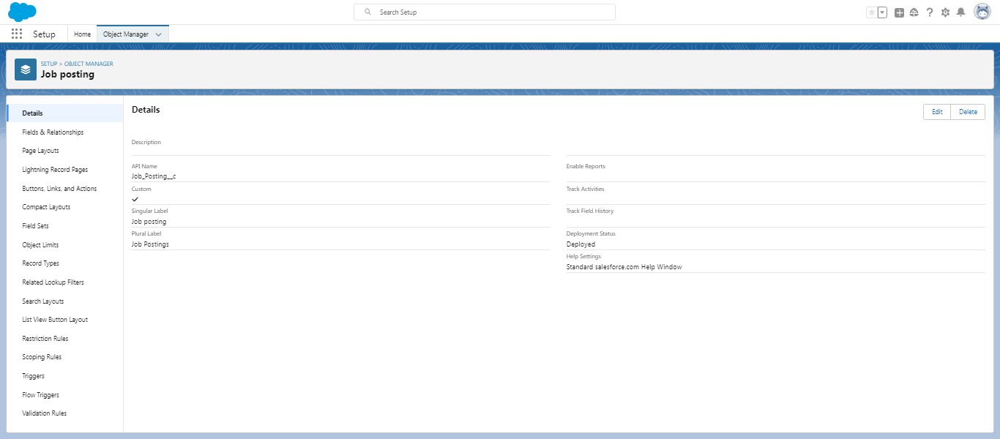 Search Setup
Setup
Home
Object Manager
SETUP > OBJECT MANAGER
Job posting
Details
Fields & Relationships
Page Layouts
Lightning Record Pages
Buttons, Links, and Actions
Compact Layouts
Field Sets
Object Limits
Record Types
Related Lookup Filters
Search Layouts
List View Button Layout
Restriction Rules
Scoping Rules
Triggers
Flow Triggers
Validation Rules
Details
Edit
Delete
Description
API Name
Job_Posting__c
Custom
Singular Label
Job posting
Plural Label
Job Postings
Enable Reports
Track Activities
Track Field History
Deployment Status
Deployed
Help Settings
Standard salesforce.com Help Window